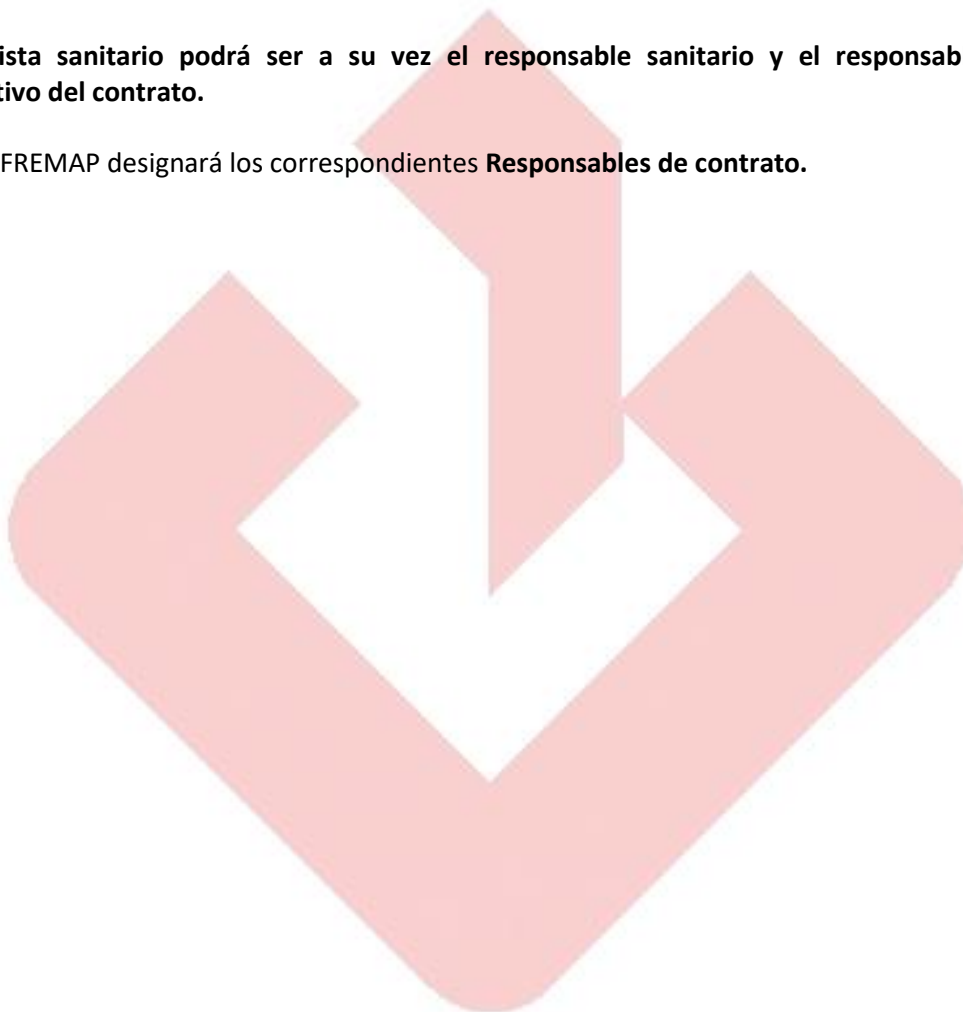 ista sanitario podrá ser a su vez el responsable sanitario y el responsab
tivo del contrato.
FREMAP designará los correspondientes Responsables de contrato.